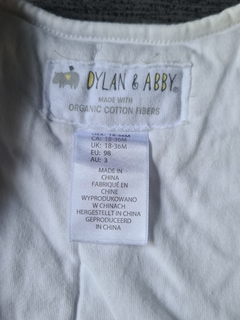 DYLAN & ABBY
MADE WITH
ORGANIC COTTON FIBERS
CA: 18-36M
UK: 18-36M
EU: 98
AU: 3
MADE IN
CHINA
FABRIQUÉ EN
CHINE
WYPRODUKOWANO
W CHINACH
HERGESTELLT IN CHINA
GEPRODUCEERD
IN CHINA